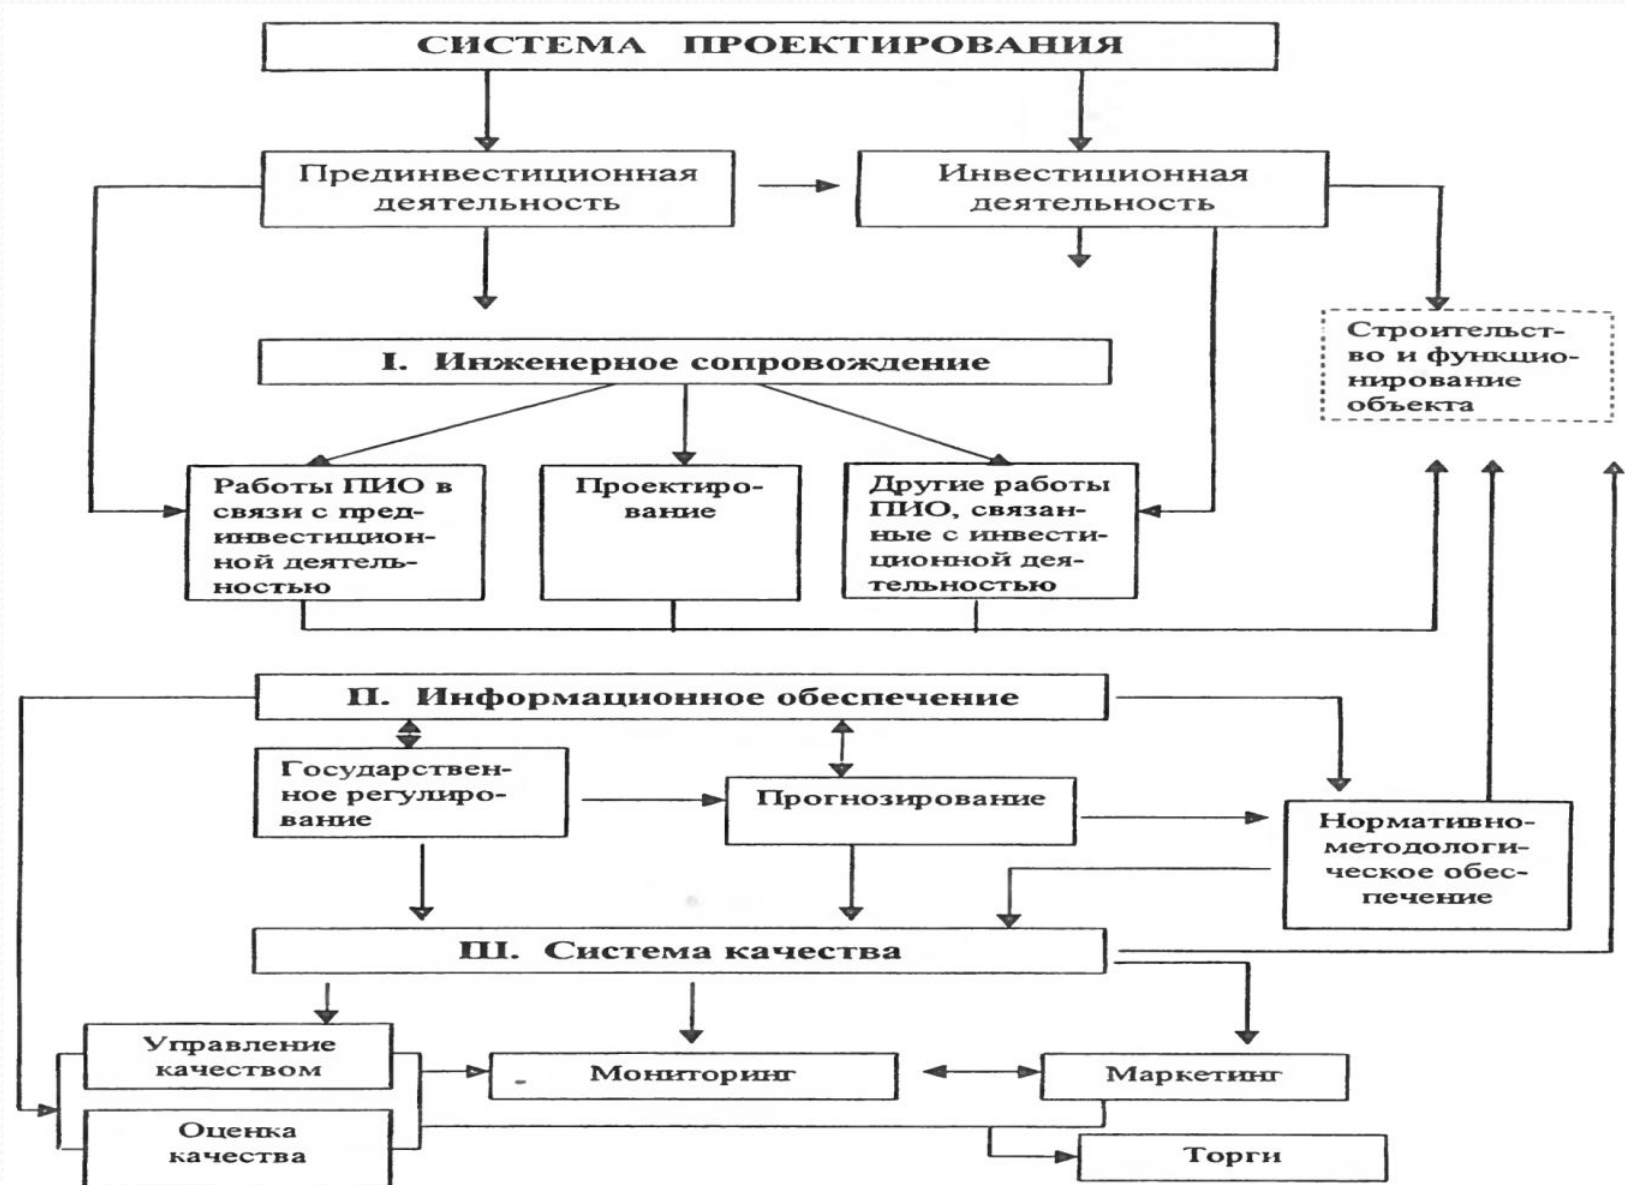 СИСТЕМА ПРОЕКТИРОВАНИЯ
Прединвестиционная
деятельность
Инвестиционная
деятельность
Строительст-
во и функцио-
нирование
объекта
I. Инженерное сопровождение
Работы ПИО в
связи с пред-
инвестицион-
ной деятель-
ностью
Проектиро-
вание
Другие работы
ПИО, связан-
ные с инвести-
ционной дея-
тельностью
П. Информационное обеспечение
Государствен-
ное регулиро-
вание
Прогнозирование
Нормативно-
методологи-
ческое обес-
печение
Ш. Система качества
Управление
качеством
Мониторинг
Маркетинг
Оценка
качества
Торги